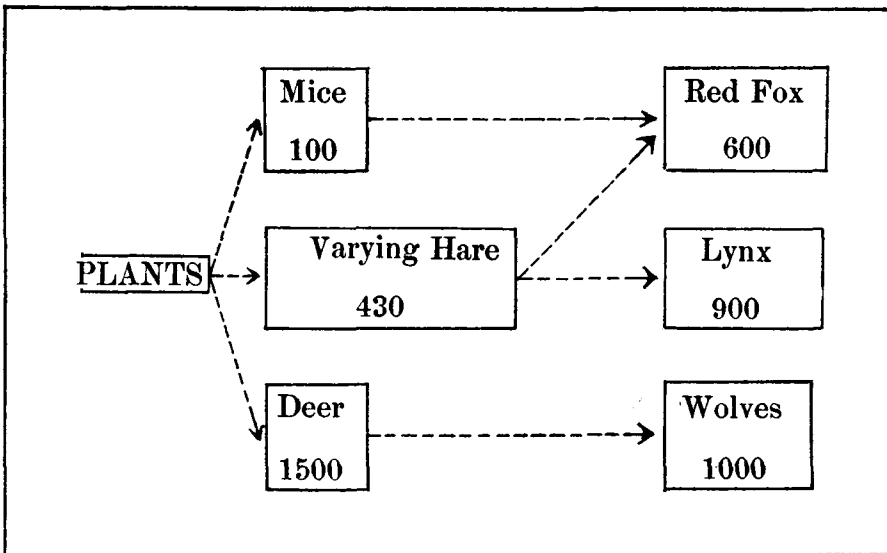 Mice
100
Red Fox
600
PLANTS
Varying Hare
430
Lynx
900
Deer
1500
Wolves
1000